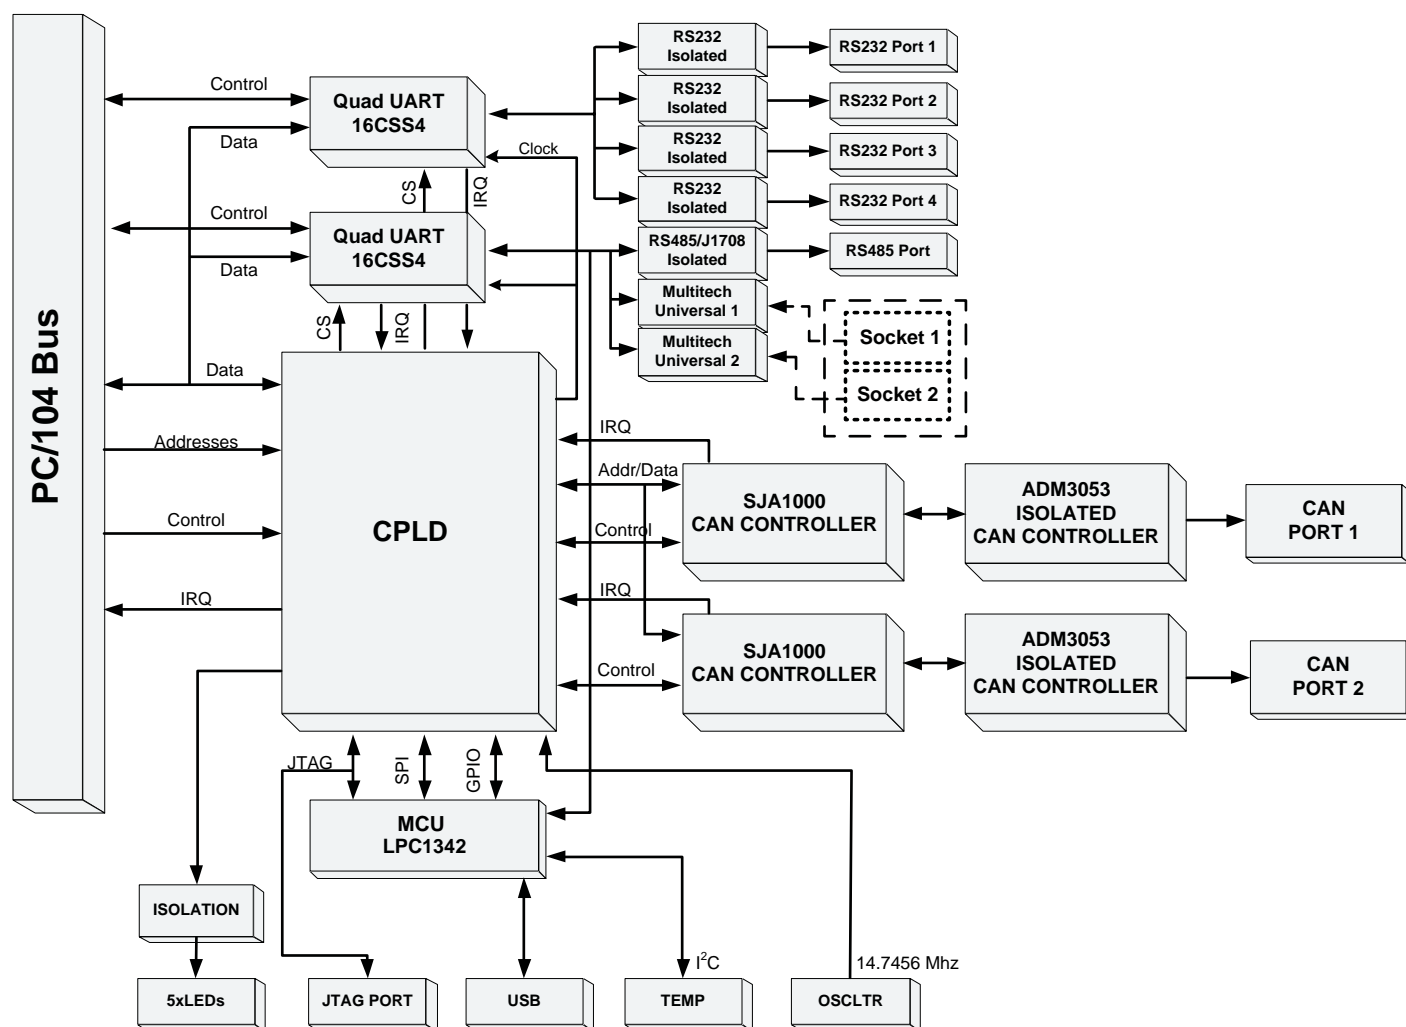 PC/104 Bus
Control
Data
Quad UART
16CSS4
Clock
CS
IRQ
Control
Data
Quad UART
16CSS4
CS
IRQ
Data
Addresses
Control
IRQ
CPLD
RS232
Isolated
RS232 Port 1
RS232
Isolated
RS232 Port 2
RS232
Isolated
RS232 Port 3
RS232
Isolated
RS232 Port 4
RS485/J1708
Isolated
RS485 Port
Multitech
Universal 1
Multitech
Universal 2
Socket 1
Socket 2
IRQ
Addr/Data
Control
SJA1000
CAN CONTROLLER
ADM3053
ISOLATED
CAN CONTROLLER
CAN
PORT 1
IRQ
Control
SJA1000
CAN CONTROLLER
ADM3053
ISOLATED
CAN CONTROLLER
CAN
PORT 2
JTAG
SPI
GPIO
MCU
LPC1342
ISOLATION
I²C
14.7456 Mhz
5xLEDs
JTAG PORT
USB
TEMP
OSCLTR